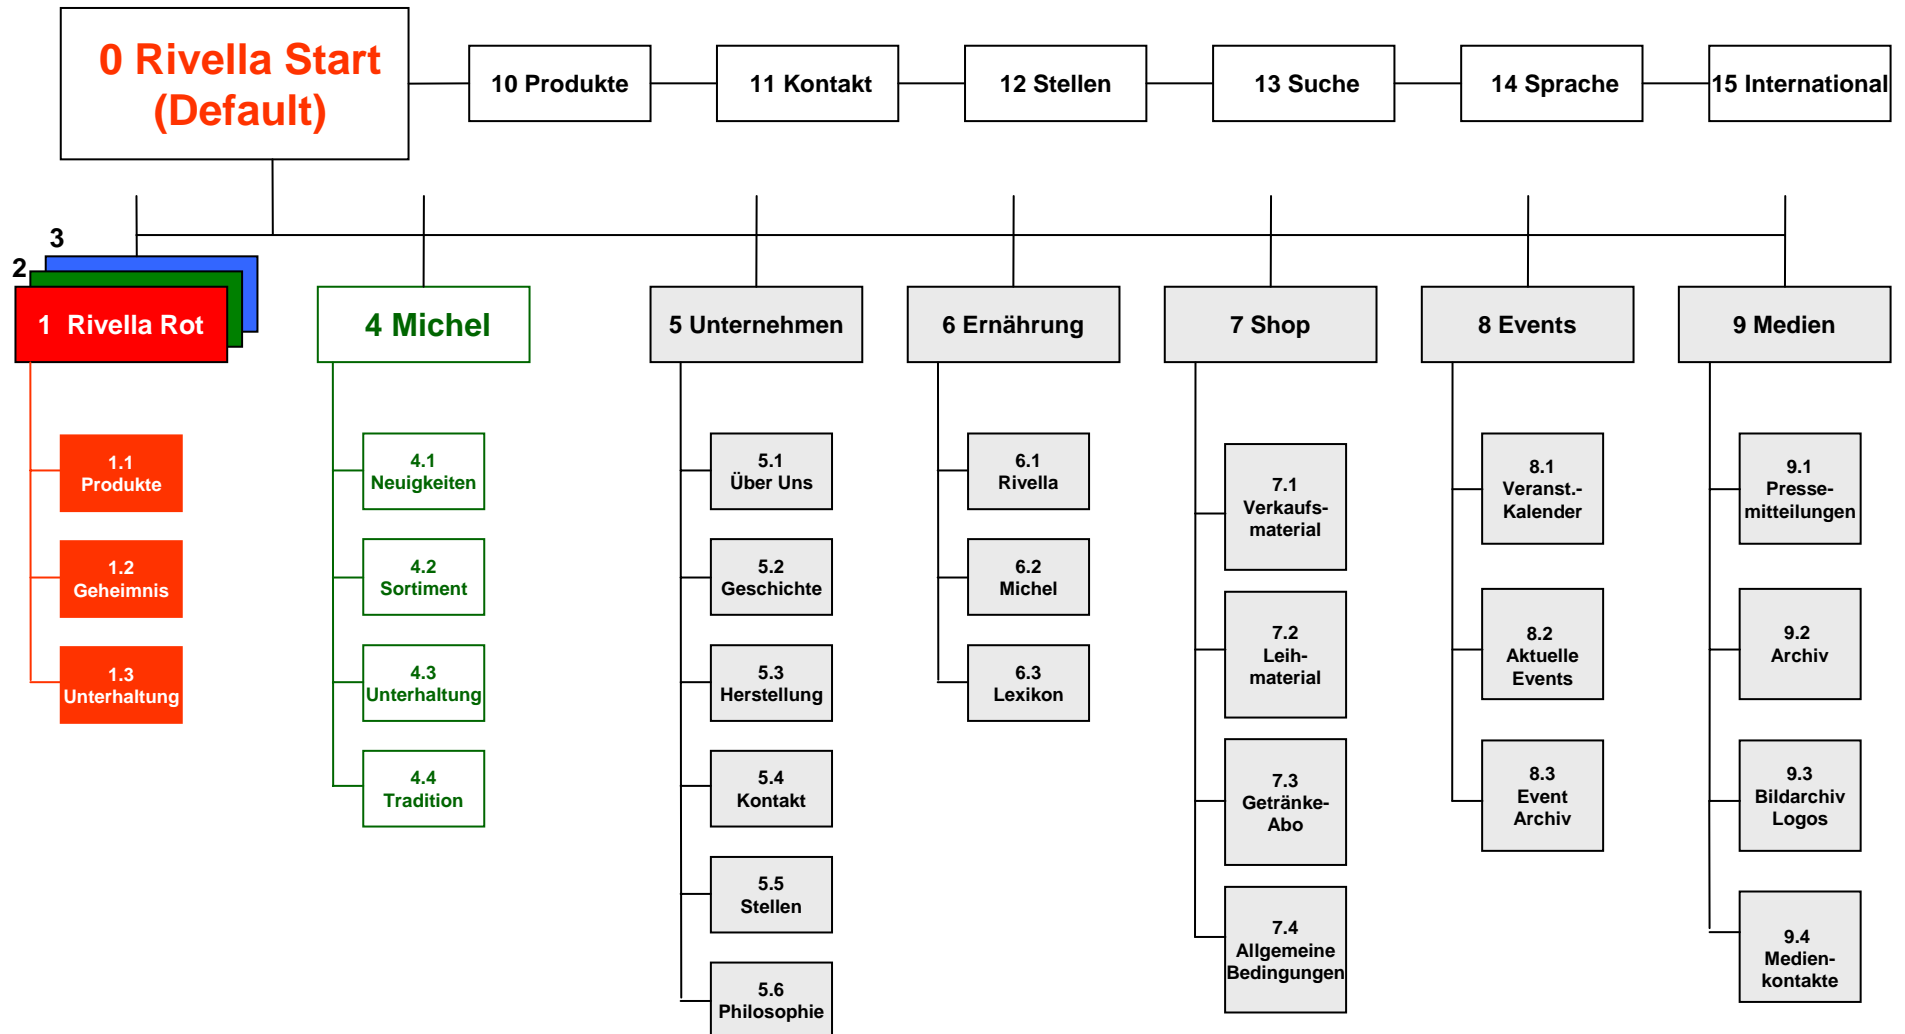 0 Rivella Start
(Default)
10 Produkte
11 Kontakt
12 Stellen
13 Suche
14 Sprache
15 International
3
2
1 Rivella Rot
4 Michel
5 Unternehmen
6 Ernährung
7 Shop
8 Events
9 Medien
1.1
Produkte
1.2
Geheimnis
1.3
Unterhaltung
4.1
Neuigkeiten
4.2
Sortiment
4.3
Unterhaltung
4.4
Tradition
5.1
Über Uns
5.2
Geschichte
5.3
Herstellung
5.4
Kontakt
5.5
Stellen
5.6
Philosophie
6.1
Rivella
6.2
Michel
6.3
Lexikon
7.1
Verkaufs-
material
7.2
Leih-
material
7.3
Getränke-
Abo
7.4
Allgemeine
Bedingungen
8.1
Veranst.-
Kalender
8.2
Aktuelle
Events
8.3
Event
Archiv
9.1
Presse-
mitteilungen
9.2
Archiv
9.3
Bildarchiv
Logos
9.4
Medien-
kontakte